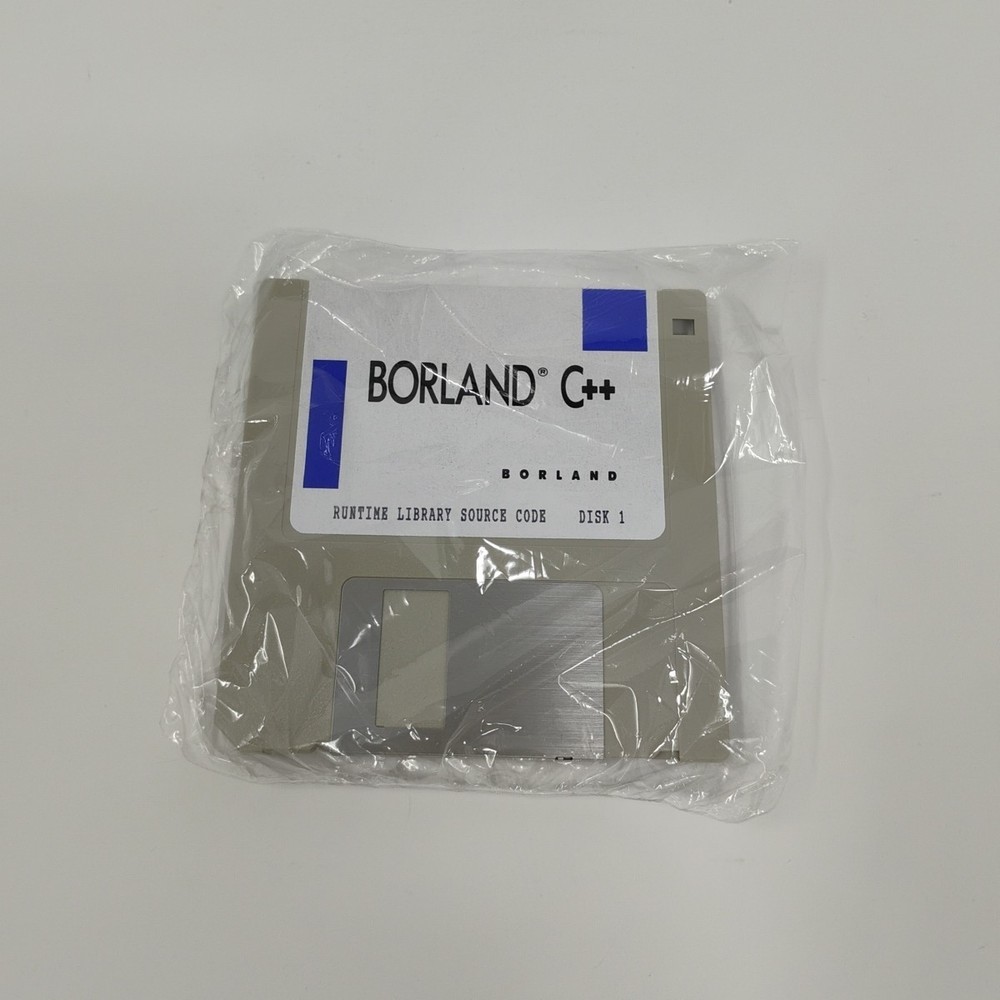 BORLAND® C++
BORLAND
RUNTIME LIBRARY SOURCE CODE DISK 1